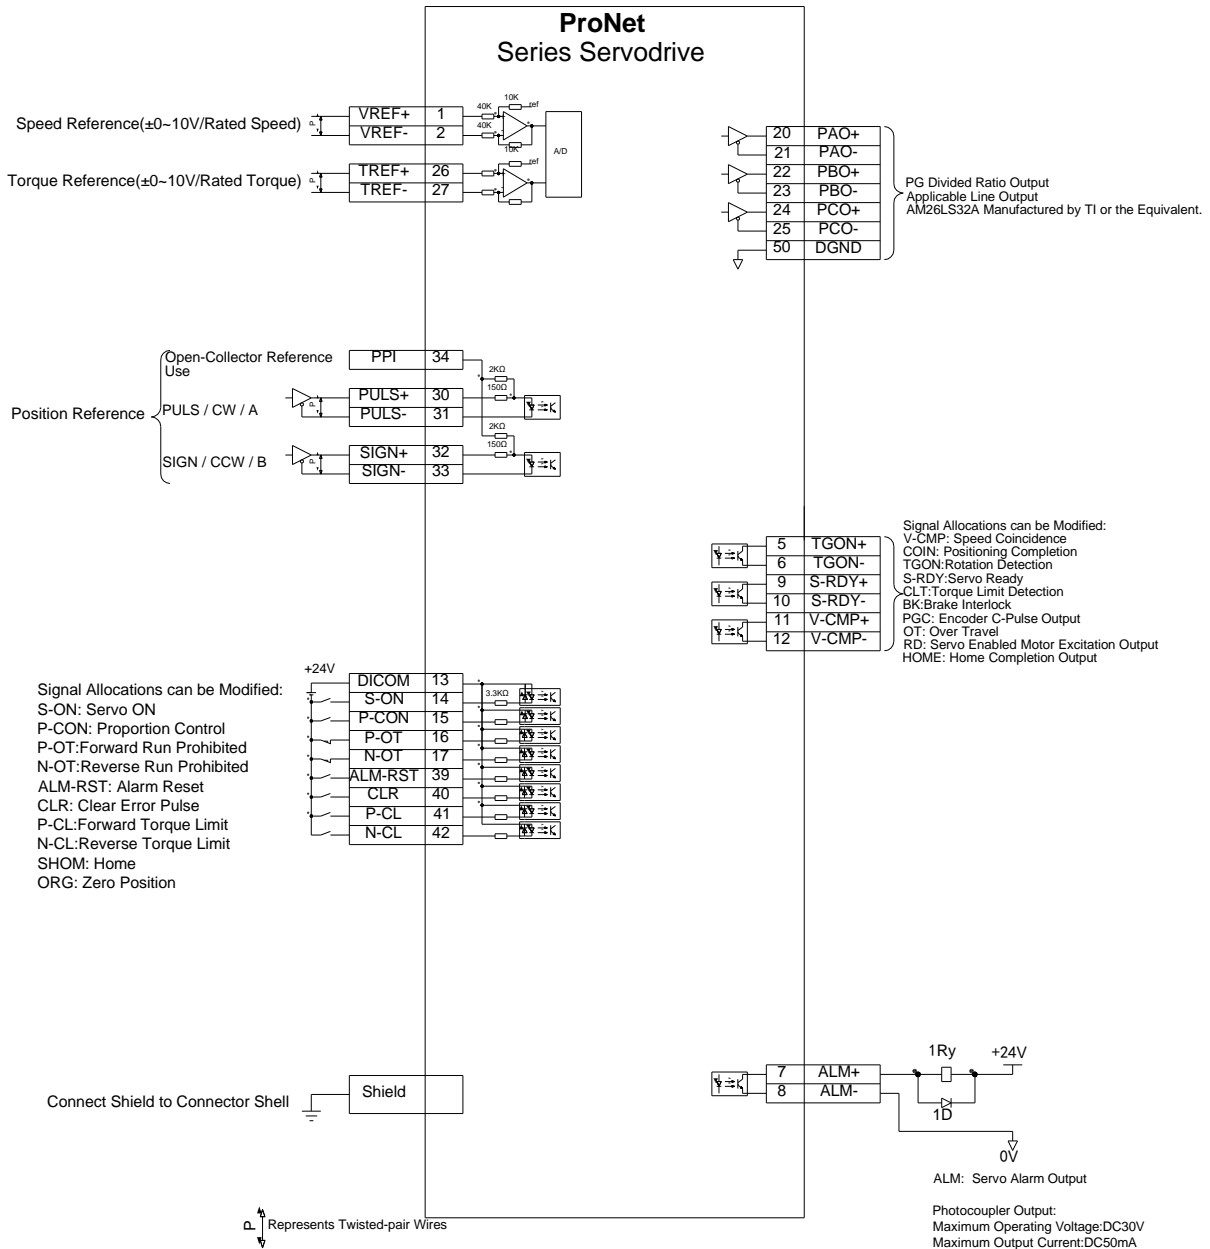 ProNet
Series Servodrive
Speed Reference(±0~10V/Rated Speed)
P
VREF+ 1
VREF- 2
40K
40K
10K
10K
ref
A/D
Torque Reference(±0~10V/Rated Torque)
P
TREF+ 26
TREF- 27
ref
20 PAO+
21 PAO-
22 PBO+
23 PBO-
24 PCO+
25 PCO-
50 DGND
PG Divided Ratio Output
Applicable Line Output
AM26LS32A Manufactured by TI or the Equivalent.
Position Reference
Open-Collector Reference
Use
PPI 34
2KΩ
150Ω
PULS / CW / A
P
PULS+ 30
PULS- 31
2KΩ
150Ω
SIGN / CCW / B
P
SIGN+ 32
SIGN- 33
5 TGON+
6 TGON-
9 S-RDY+
10 S-RDY-
11 V-CMP+
12 V-CMP-
Signal Allocations can be Modified:
V-CMP: Speed Coincidence
COIN: Positioning Completion
TGON:Rotation Detection
S-RDY:Servo Ready
CLT:Torque Limit Detection
BK:Brake Interlock
PGC: Encoder C-Pulse Output
OT: Over Travel
RD: Servo Enabled Motor Excitation Output
HOME: Home Completion Output
Signal Allocations can be Modified:
S-ON: Servo ON
P-CON: Proportion Control
P-OT:Forward Run Prohibited
N-OT:Reverse Run Prohibited
ALM-RST: Alarm Reset
CLR: Clear Error Pulse
P-CL:Forward Torque Limit
N-CL:Reverse Torque Limit
SHOM: Home
ORG: Zero Position
+24V
DICOM 13
S-ON 14
P-CON 15
P-OT 16
N-OT 17
ALM-RST 39
CLR 40
P-CL 41
N-CL 42
3.3KΩ
Connect Shield to Connector Shell
Shield
7 ALM+
8 ALM-
1Ry
+24V
1D
0V
ALM: Servo Alarm Output
Photocoupler Output:
Maximum Operating Voltage:DC30V
Maximum Output Current:DC50mA
P
Represents Twisted-pair Wires